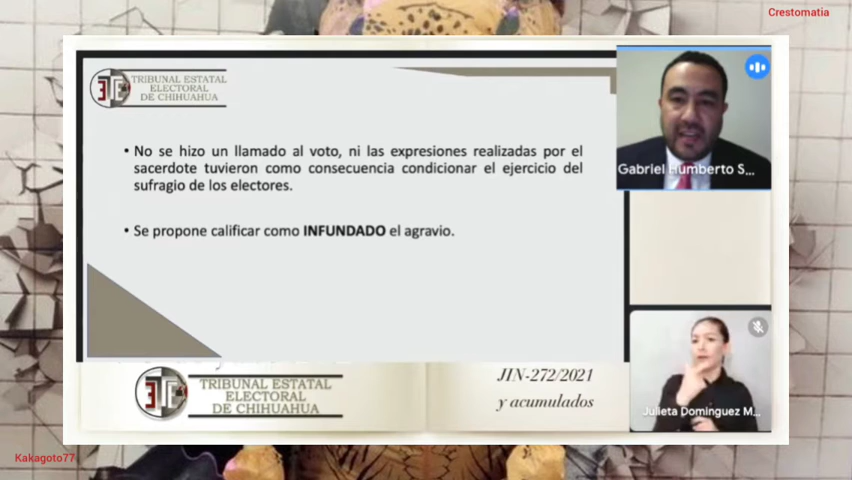 Crestomatia
TRIBUNAL ESTATAL
ELECTORAL
DE CHIHUAHUA
• No se hizo un llamado al voto, ni las expresiones realizadas por el
sacerdote tuvieron como consecuencia condicionar el ejercicio del
sufragio de los electores.
• Se propone calificar como INFUNDADO el agravio.
Gabriel Humberto S...
TRIBUNAL ESTATAL
ELECTORAL
DE CHIHUAHUA
JIN-272/2021
y acumulados
Julieta Dominguez M...
Kakagoto77